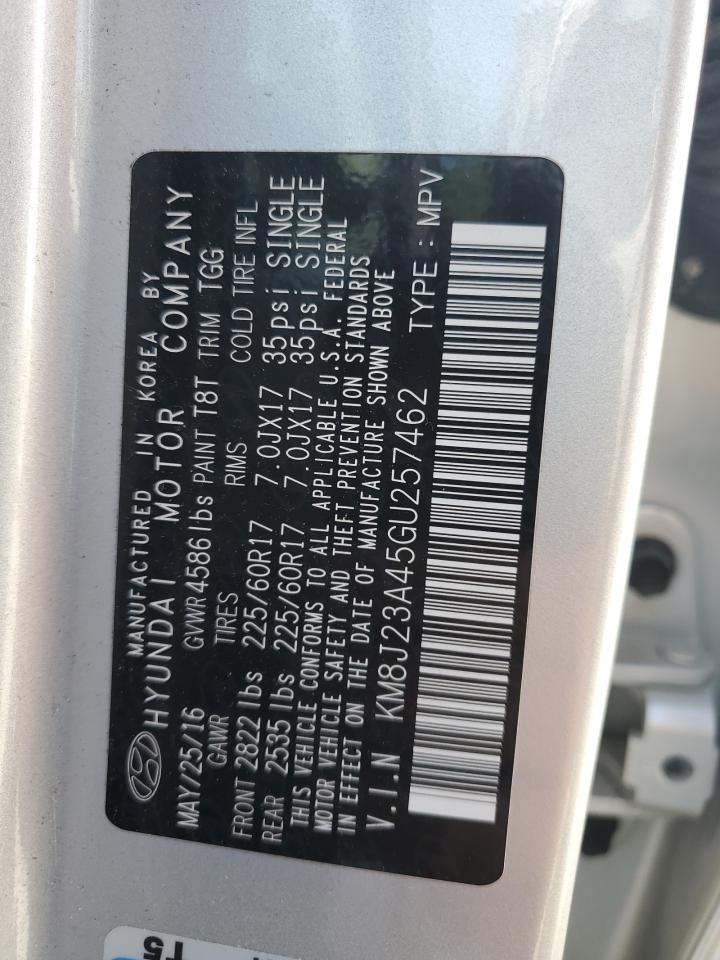 MANUFACTURED IN KOREA BY
HYUNDAI MOTOR COMPANY
MAY/25/16 GVWR 4586 lbs PAINT T8T TRIM TGG
GAWR TIRES RIMS COLD TIRE INFL
FRONT 2822 lbs 225/60R17 7.0JX17 35psi SINGLE
REAR 2535 lbs 225/60R17 7.0JX17 35psi SINGLE
THIS VEHICLE CONFORMS TO ALL APPLICABLE U.S.A. FEDERAL
MOTOR VEHICLE SAFETY AND THEFT PREVENTION STANDARDS
IN EFFECT ON THE DATE OF MANUFACTURE SHOWN ABOVE
V.I.N KM8J23A45GU257462 TYPE : MPV